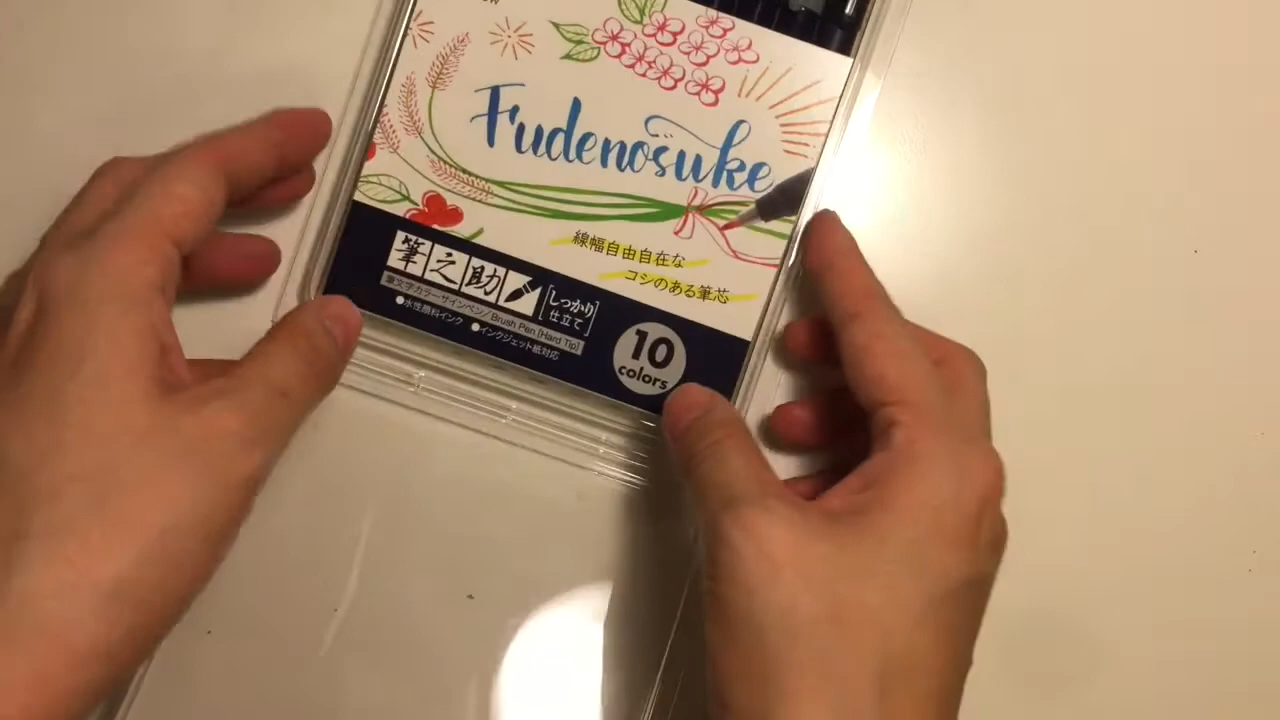 Fudenosuke
線幅自由自在な
コシのある筆芯
筆之助
[しっかり仕立て]
筆文字カラーサインペン/Brush Pen [Hard Tip]
●水性顔料インク ●インクジェット紙対応
10
colors